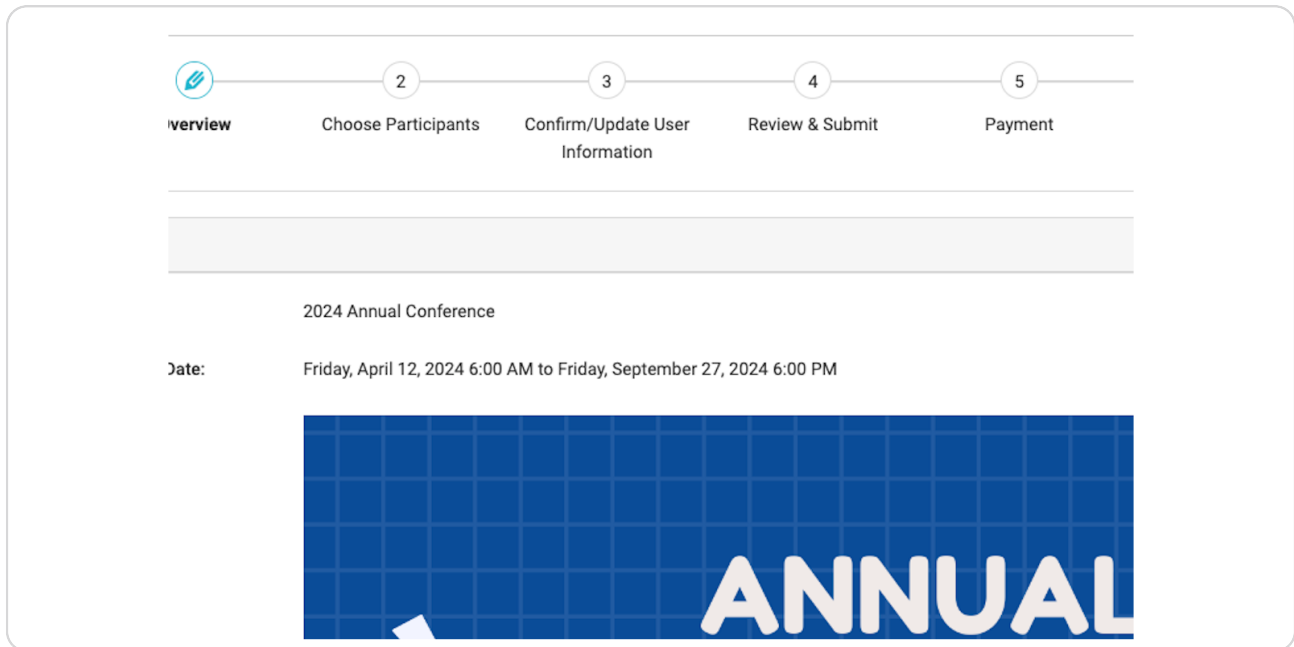 2 3 4 5
verview Choose Participants Confirm/Update User Review & Submit Payment
Information
2024 Annual Conference
Date: Friday, April 12, 2024 6:00 AM to Friday, September 27, 2024 6:00 PM
ANNUAL